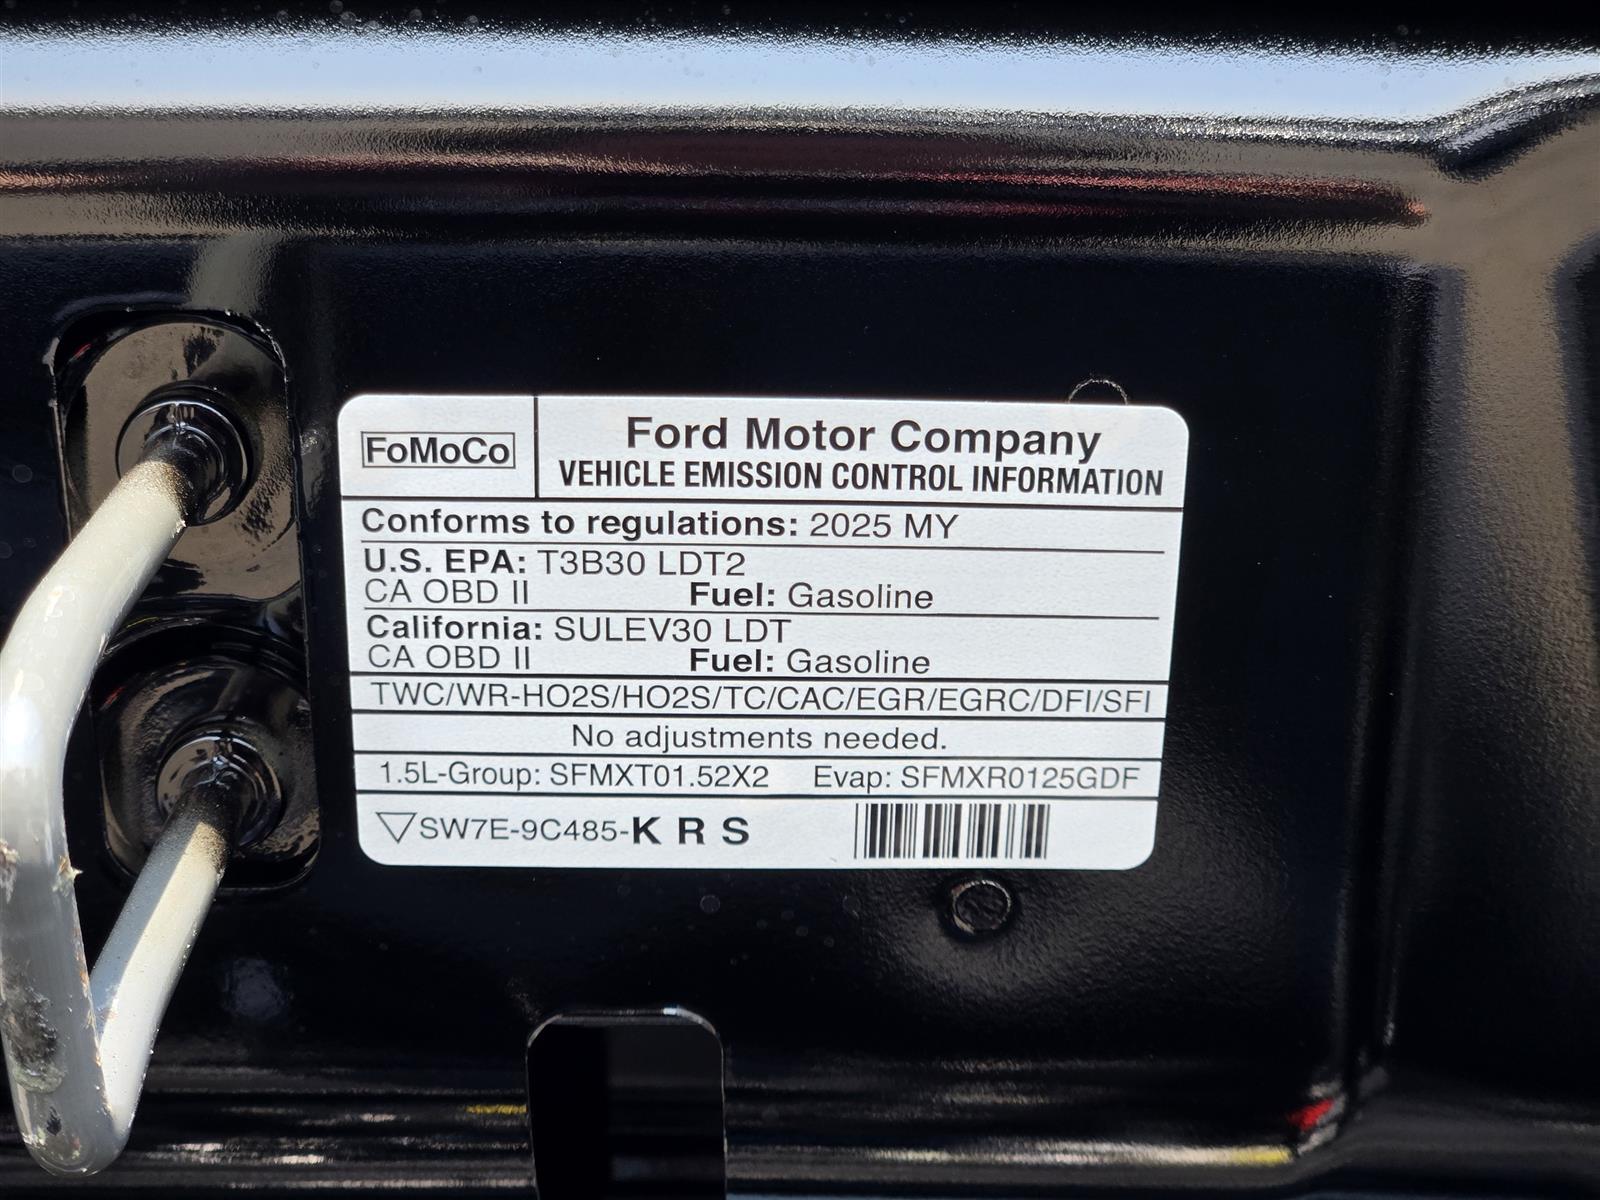 FoMoCo
Ford Motor Company
VEHICLE EMISSION CONTROL INFORMATION
Conforms to regulations: 2025 MY
U.S. EPA: T3B30 LDT2
CA OBD II Fuel: Gasoline
California: SULEV30 LDT
CA OBD II Fuel: Gasoline
TWC/WR-HO2S/HO2S/TC/CAC/EGR/EGRC/DFI/SFI
No adjustments needed.
1.5L-Group: SFMXT01.52X2 Evap: SFMXR0125GDF
▽SW7E-9C485-K R S